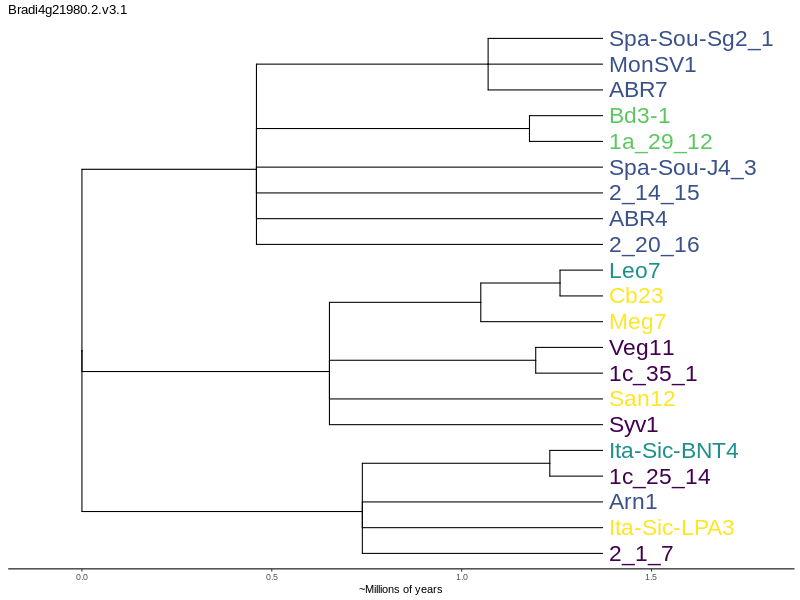 Bradi4g21980.2.v3.1
Spa-Sou-Sg2_1
MonSV1
ABR7
Bd3-1
1a_29_12
Spa-Sou-J4_3
2_14_15
ABR4
2_20_16
Leo7
Cb23
Meg7
Veg11
1c_35_1
San12
Syv1
Ita-Sic-BNT4
1c_25_14
Arn1
Ita-Sic-LPA3
2_1_7
0.0 0.5 1.0 1.5
~Millions of years